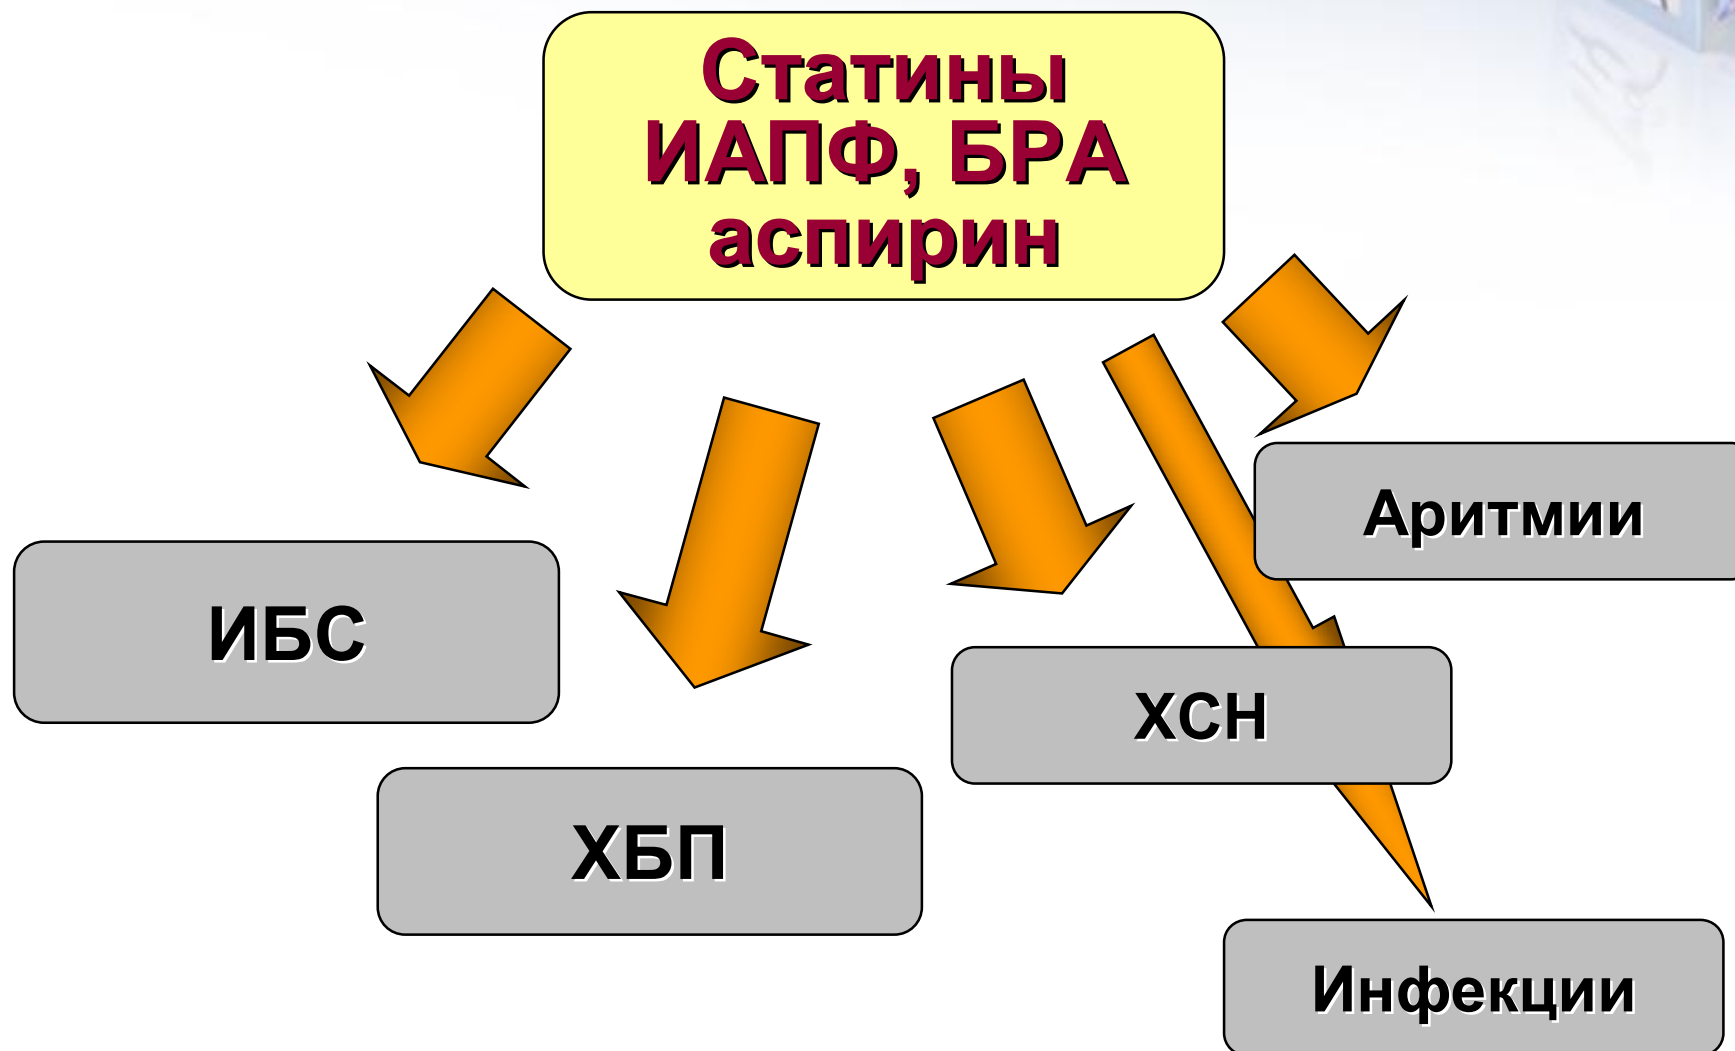 Статины
ИАПФ, БРА
аспирин
Аритмии
ИБС
ХСН
ХБП
Инфекции